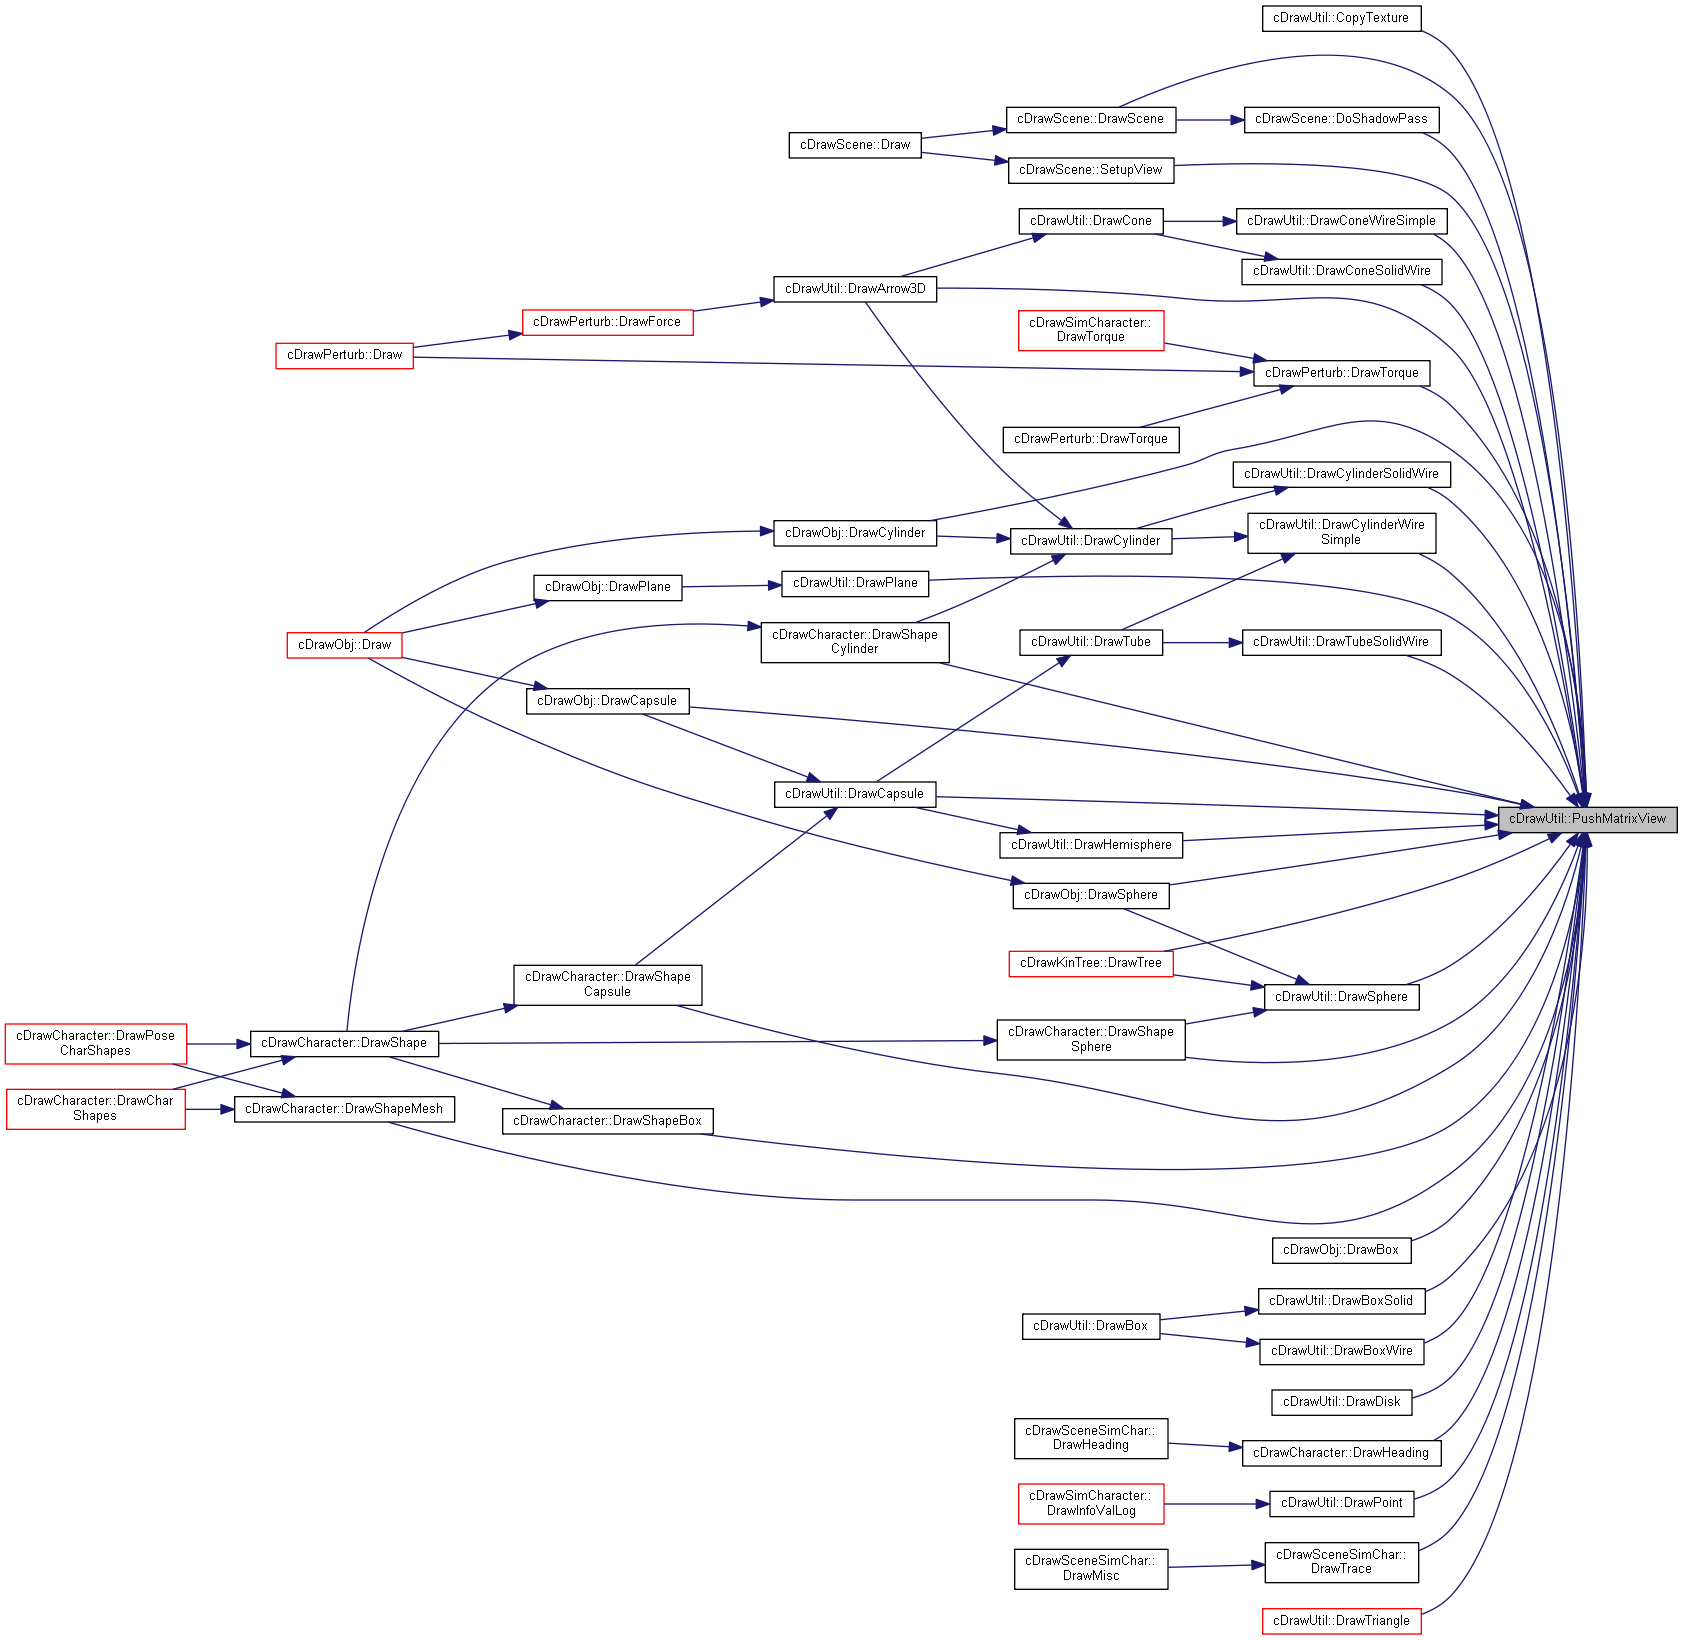 cDrawUtil::CopyTexture
cDrawScene::DrawScene
cDrawScene::DoShadowPass
cDrawScene::Draw
cDrawScene::SetupView
cDrawUtil::DrawCone
cDrawUtil::DrawConeWireSimple
cDrawUtil::DrawConeSolidWire
cDrawUtil::DrawArrow3D
cDrawPerturb::DrawForce
cDrawSimCharacter::
DrawTorque
cDrawPerturb::Draw
cDrawPerturb::DrawTorque
cDrawPerturb::DrawTorque
cDrawUtil::DrawCylinderSolidWire
cDrawObj::DrawCylinder
cDrawUtil::DrawCylinder
cDrawUtil::DrawCylinderWire
Simple
cDrawObj::DrawPlane
cDrawUtil::DrawPlane
cDrawObj::Draw
cDrawCharacter::DrawShape
Cylinder
cDrawUtil::DrawTube
cDrawUtil::DrawTubeSolidWire
cDrawObj::DrawCapsule
cDrawUtil::DrawCapsule
cDrawUtil::PushMatrixView
cDrawUtil::DrawHemisphere
cDrawObj::DrawSphere
cDrawKinTree::DrawTree
cDrawCharacter::DrawShape
Capsule
cDrawUtil::DrawSphere
cDrawCharacter::DrawPose
CharShapes
cDrawCharacter::DrawShape
cDrawCharacter::DrawShape
Sphere
cDrawCharacter::DrawChar
Shapes
cDrawCharacter::DrawShapeMesh
cDrawCharacter::DrawShapeBox
cDrawObj::DrawBox
cDrawUtil::DrawBoxSolid
cDrawUtil::DrawBox
cDrawUtil::DrawBoxWire
cDrawUtil::DrawDisk
cDrawSceneSimChar::
DrawHeading
cDrawCharacter::DrawHeading
cDrawSimCharacter::
DrawInfoValLog
cDrawUtil::DrawPoint
cDrawSceneSimChar::
DrawMisc
cDrawSceneSimChar::
DrawTrace
cDrawUtil::DrawTriangle